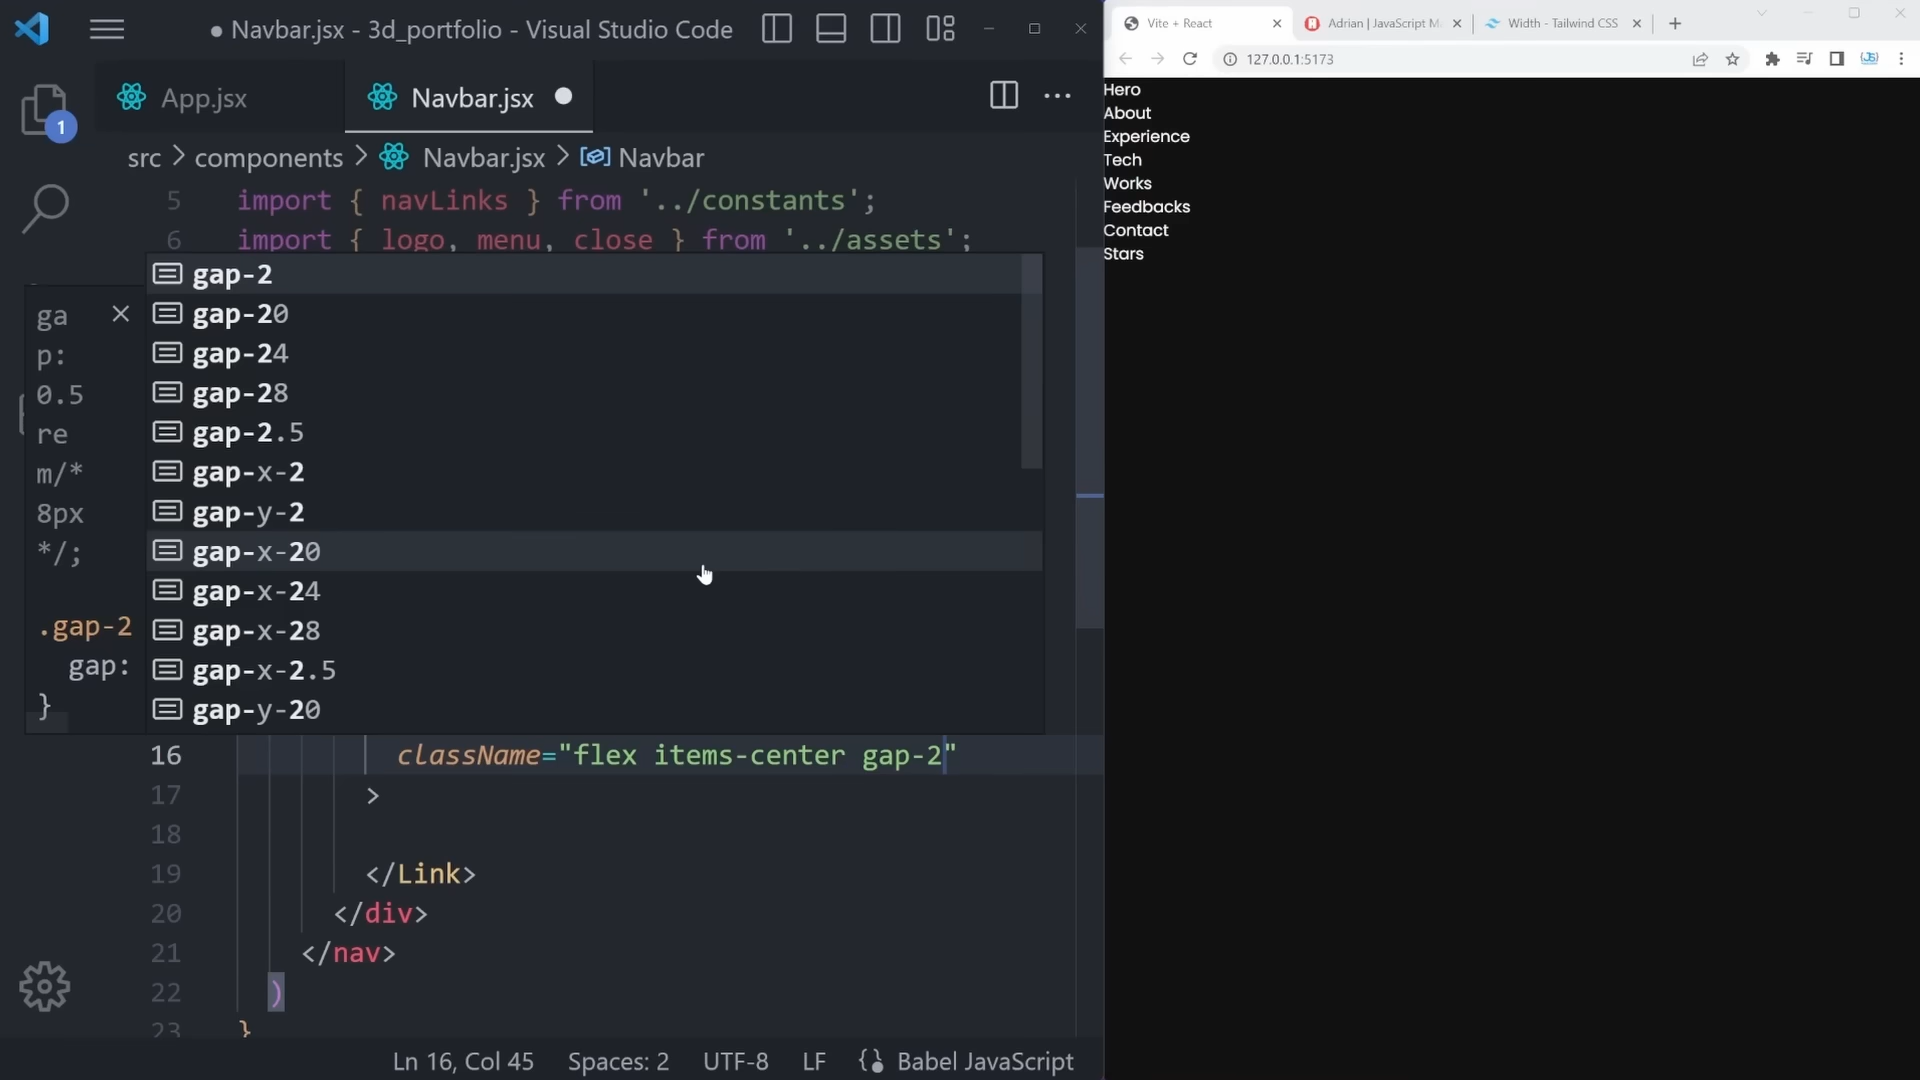 Navbar.jsx - 3d_portfolio - Visual Studio Code
1
App.jsx
Navbar.jsx
src > components > Navbar.jsx > Navbar
5 import { navLinks } from '../constants';
6 import { logo, menu, close } from '../assets';
ga
p:
0.5
re
m/*
8px
*/;
.gap-2
gap:
}
gap-2
gap-20
gap-24
gap-28
gap-2.5
gap-x-2
gap-y-2
gap-x-20
gap-x-24
gap-x-28
gap-x-2.5
gap-y-20
16 className="flex items-center gap-2"
17 >
18
19 </Link>
20 </div>
21 </nav>
22 )
23 }
Ln 16, Col 45 Spaces: 2 UTF-8 LF {} Babel JavaScript
Vite + React
Adrian | JavaScript M
Width - Tailwind CSS
127.0.0.1:5173
JS
Hero
About
Experience
Tech
Works
Feedbacks
Contact
Stars